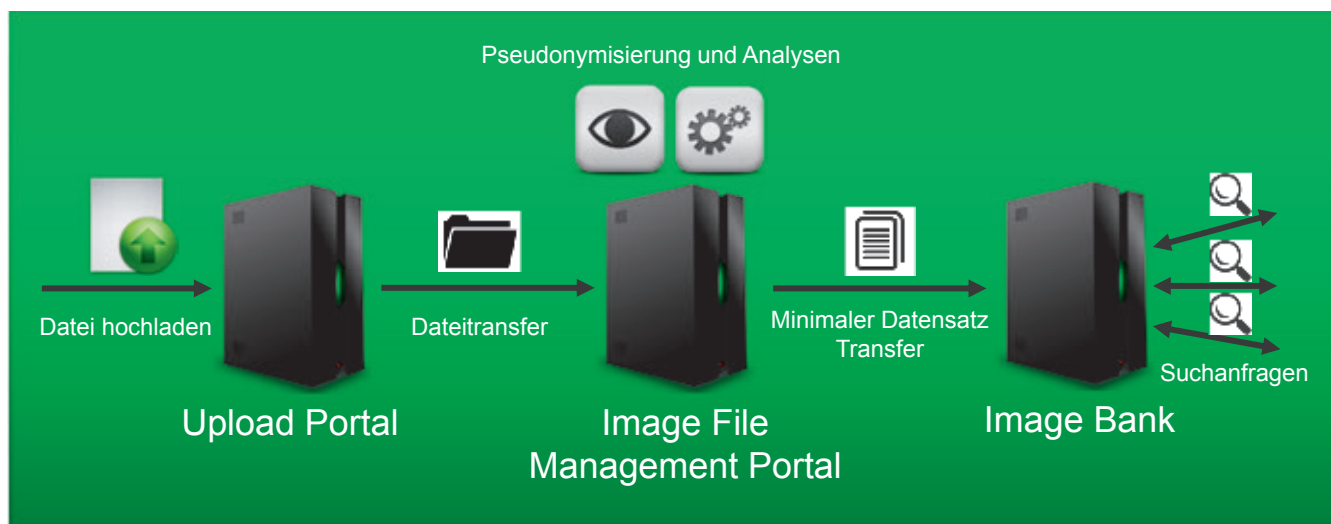 Pseudonymisierung und Analysen
Datei hochladen
Dateitransfer
Minimaler Datensatz
Transfer
Suchanfragen
Upload Portal
Image File
Management Portal
Image Bank